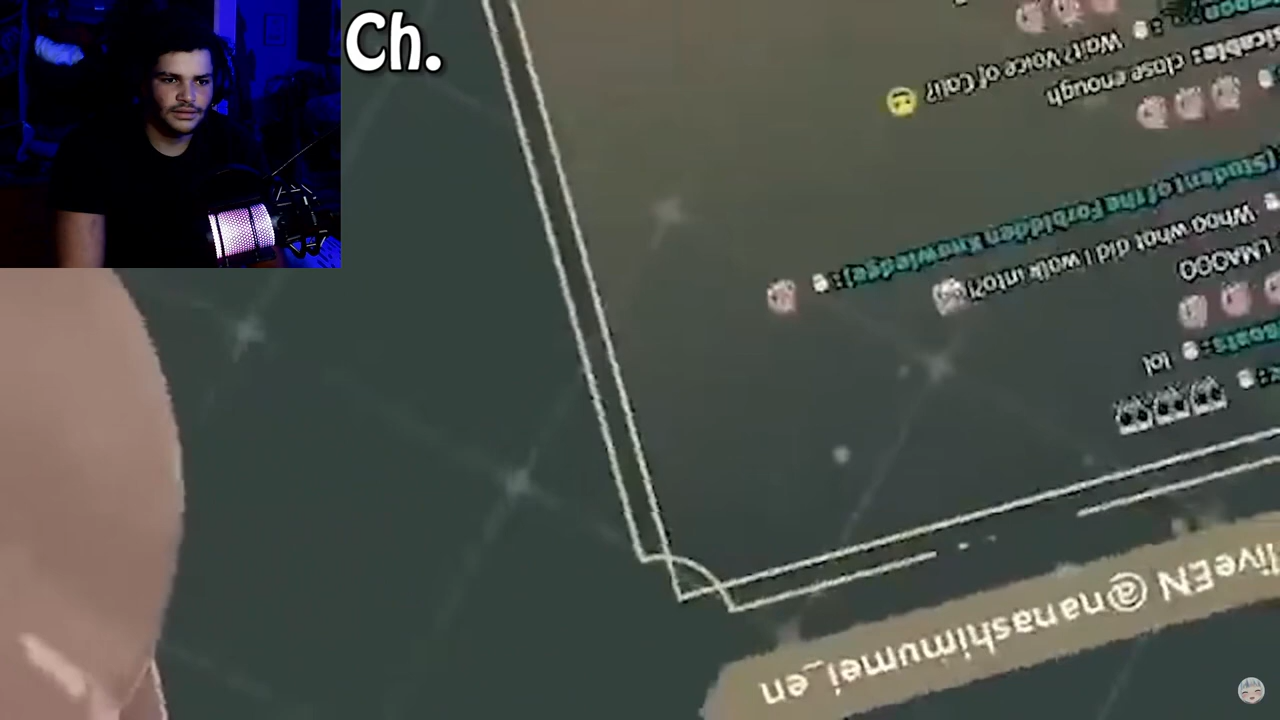 Ch.
Wait? Voice of Cali?
close enough
(Student of the Forbidden Knowledge):
Whoa what did I walk into?!
LMAOOO
lol
liveEN @nanashimumei_en